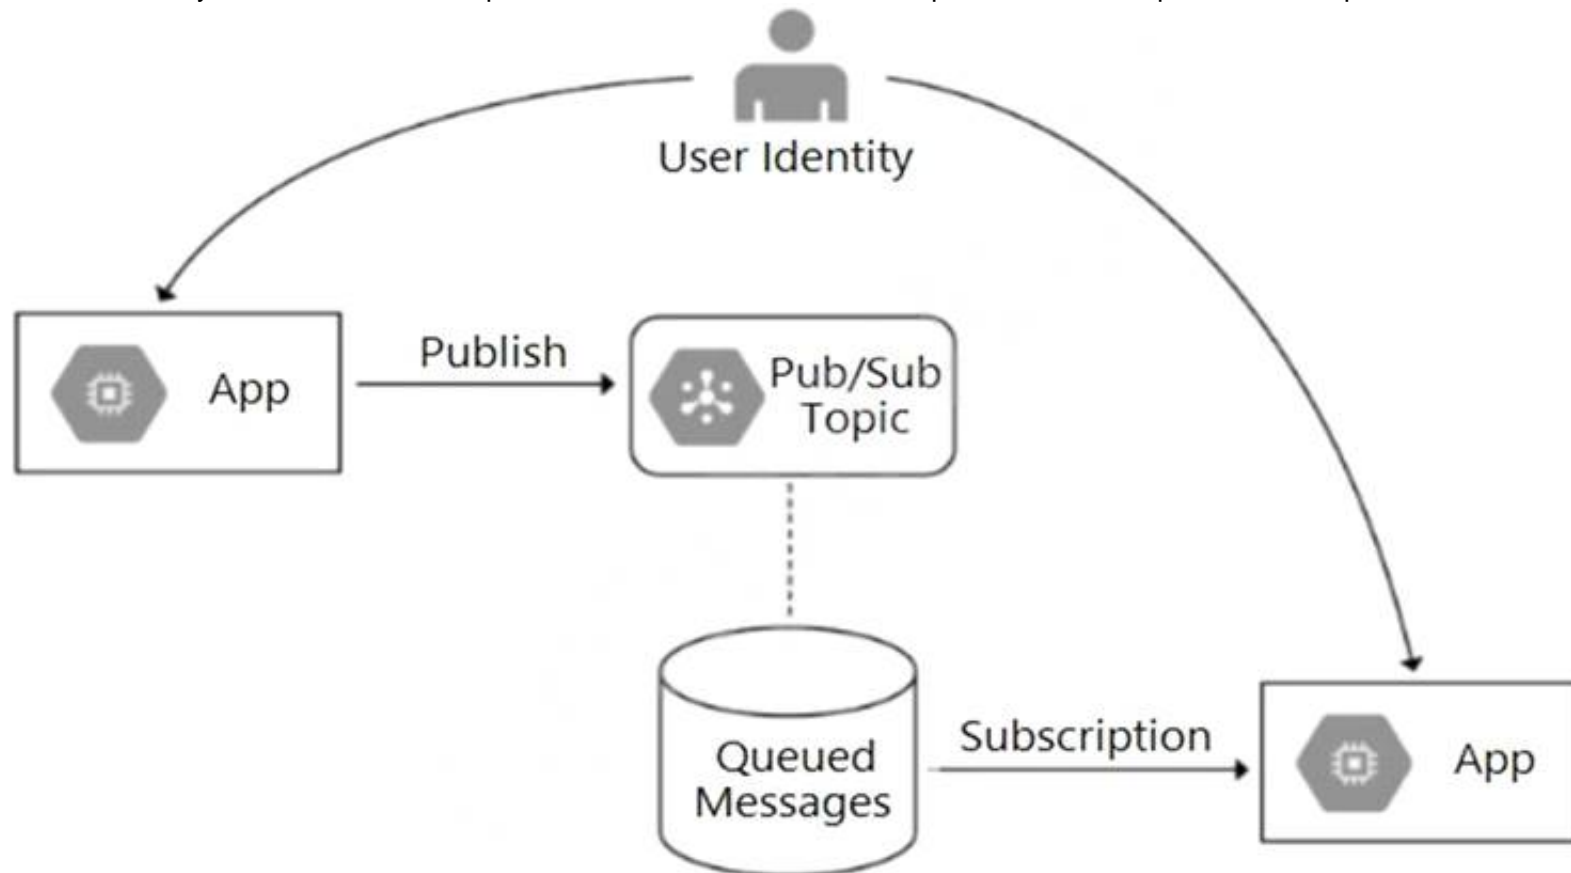 User Identity
Publish
App
Pub/Sub
Topic
Queued
Messages
Subscription
App